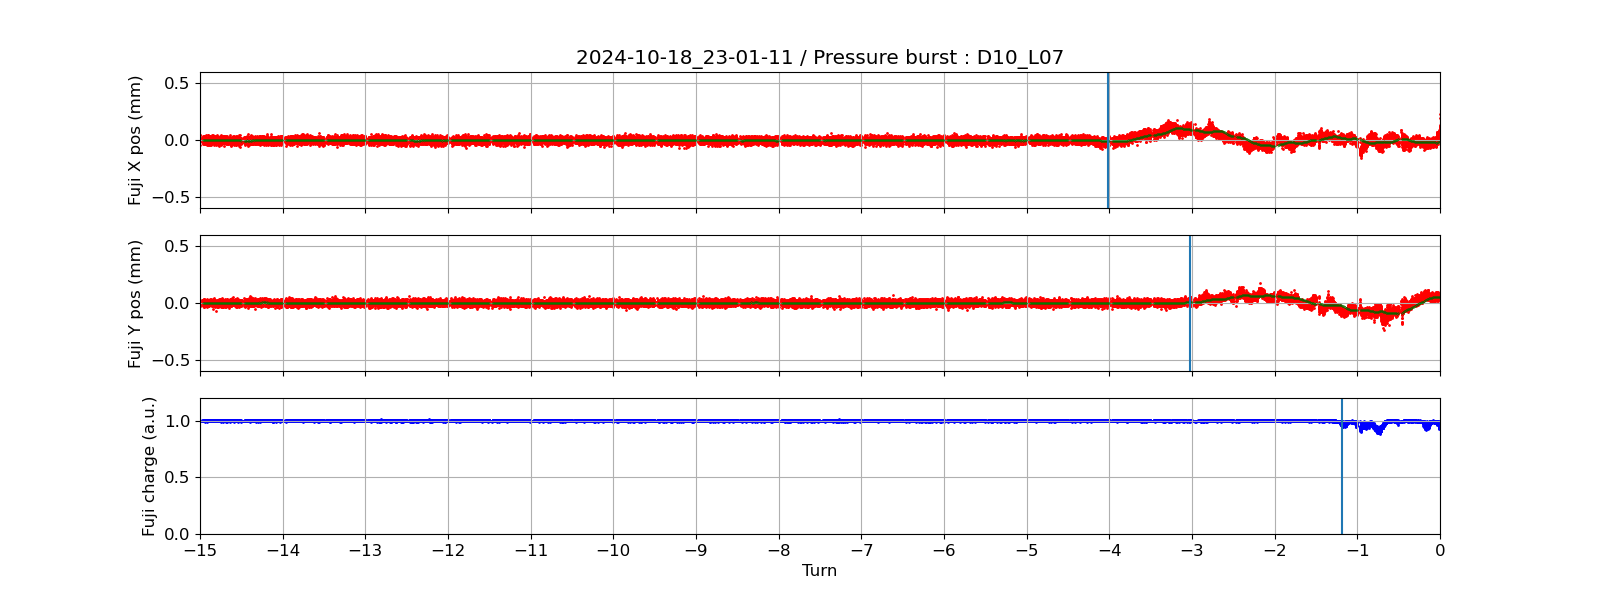 2024-10-18_23-01-11 / Pressure burst : D10_L07
Fuji X pos (mm)
0.5
0.0
−0.5
Fuji Y pos (mm)
0.5
0.0
−0.5
Fuji charge (a.u.)
1.0
0.5
0.0
−15 −14 −13 −12 −11 −10 −9 −8 −7 −6 −5 −4 −3 −2 −1 0
Turn